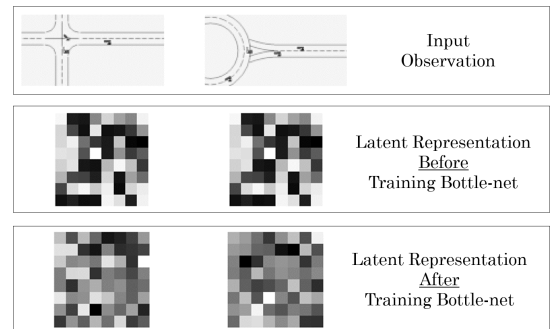 Input
Observation
Latent Representation
Before
Training Bottle-net
Latent Representation
After
Training Bottle-net